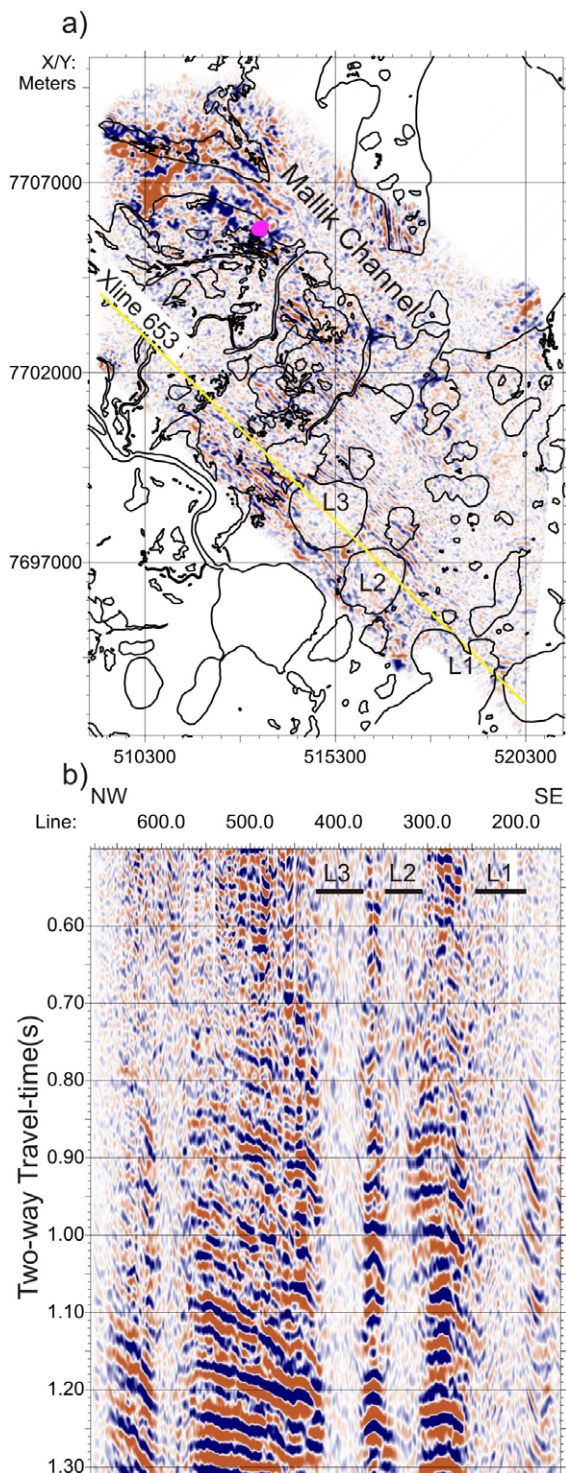 a)
X/Y:
Meters
7707000
Mallik Channel
Xline 653
7702000
L3
7697000
L2
L1
510300 515300 520300
b)
NW SE
Line: 600.0 500.0 400.0 300.0 200.0
L3 L2 L1
0.60
0.70
0.80
0.90
1.00
1.10
1.20
1.30
Two-way Travel-time(s)